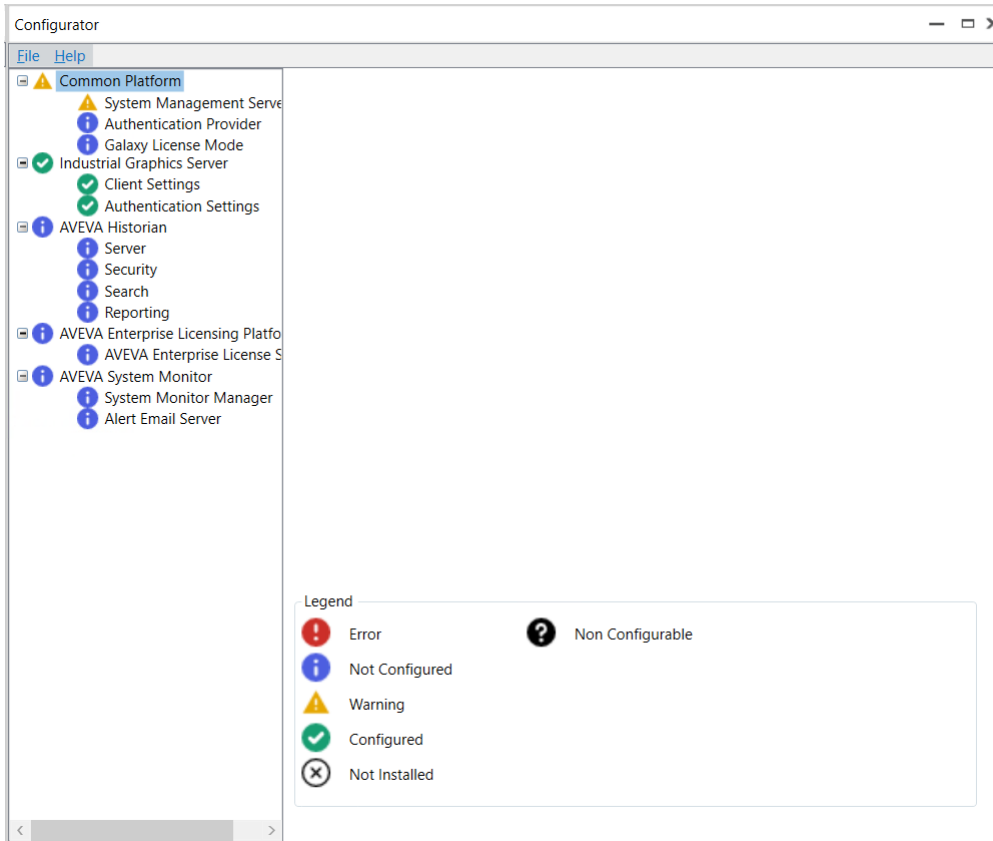 Configurator
File Help
Common Platform
System Management Serve
Authentication Provider
Galaxy License Mode
Industrial Graphics Server
Client Settings
Authentication Settings
AVEVA Historian
Server
Security
Search
Reporting
AVEVA Enterprise Licensing Platfo
AVEVA Enterprise License S
AVEVA System Monitor
System Monitor Manager
Alert Email Server
Legend
Error
Non Configurable
Not Configured
Warning
Configured
Not Installed